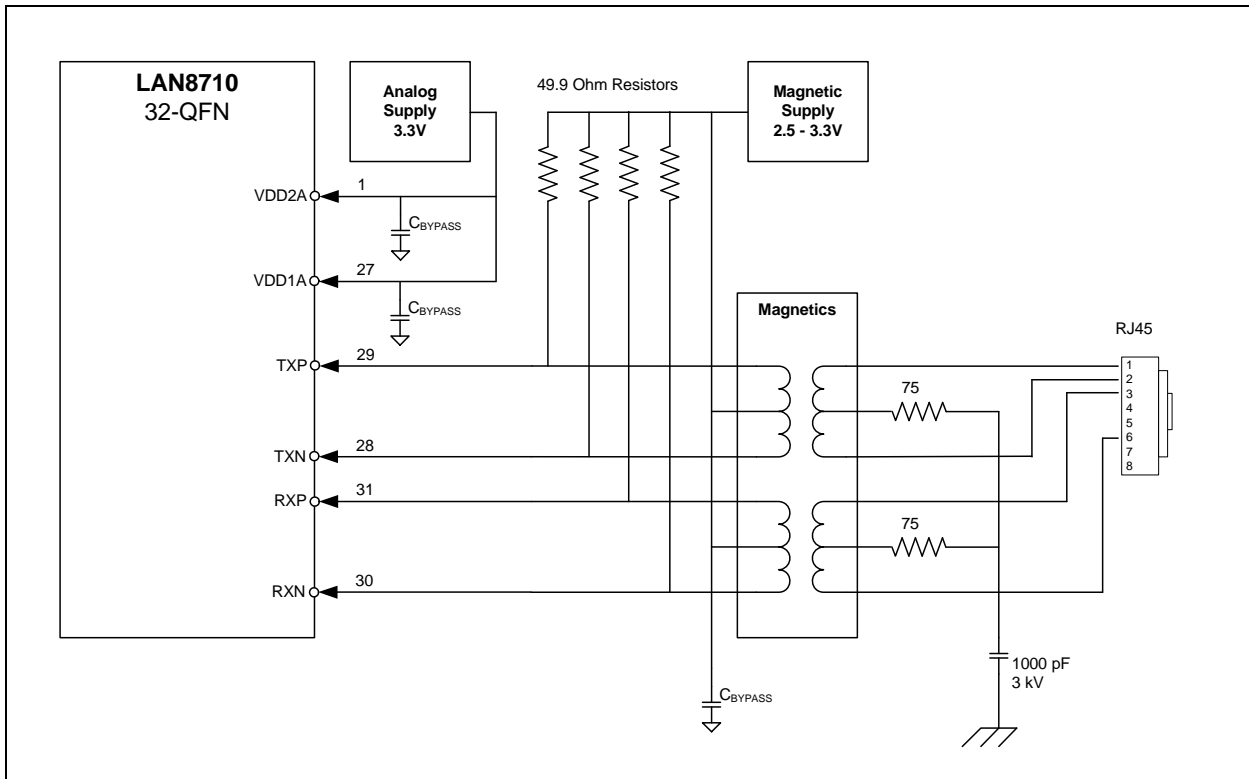 LAN8710
32-QFN
Analog
Supply
3.3V
49.9 Ohm Resistors
Magnetic
Supply
2.5 - 3.3V
VDD2A
1
CBYPASS
VDD1A
27
CBYPASS
Magnetics
RJ45
TXP
29
1
2
3
4
5
6
7
8
75
TXN
28
RXP
31
75
RXN
30
1000 pF
3 kV
CBYPASS